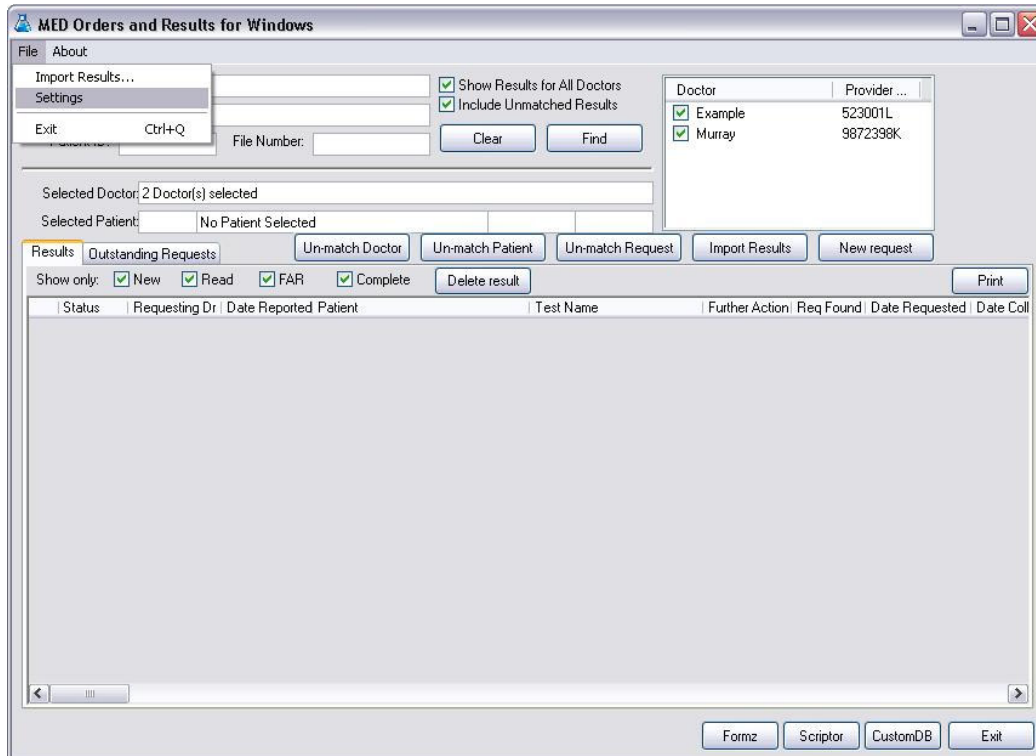 MED Orders and Results for Windows
File About
Import Results...
Settings
Exit Ctrl+Q
Show Results for All Doctors
Include Unmatched Results
File Number:
Clear Find
Doctor Provider ...
Example 523001L
Murray 9872398K
Selected Doctor: 2 Doctor(s) selected
Selected Patient: No Patient Selected
Results Outstanding Requests Un-match Doctor Un-match Patient Un-match Request Import Results New request
Show only: New Read FAR Complete Delete result Print
Status Requesting Dr Date Reported Patient Test Name Further Action Req Found Date Requested Date Coll
Formz Scriptor CustomDB Exit